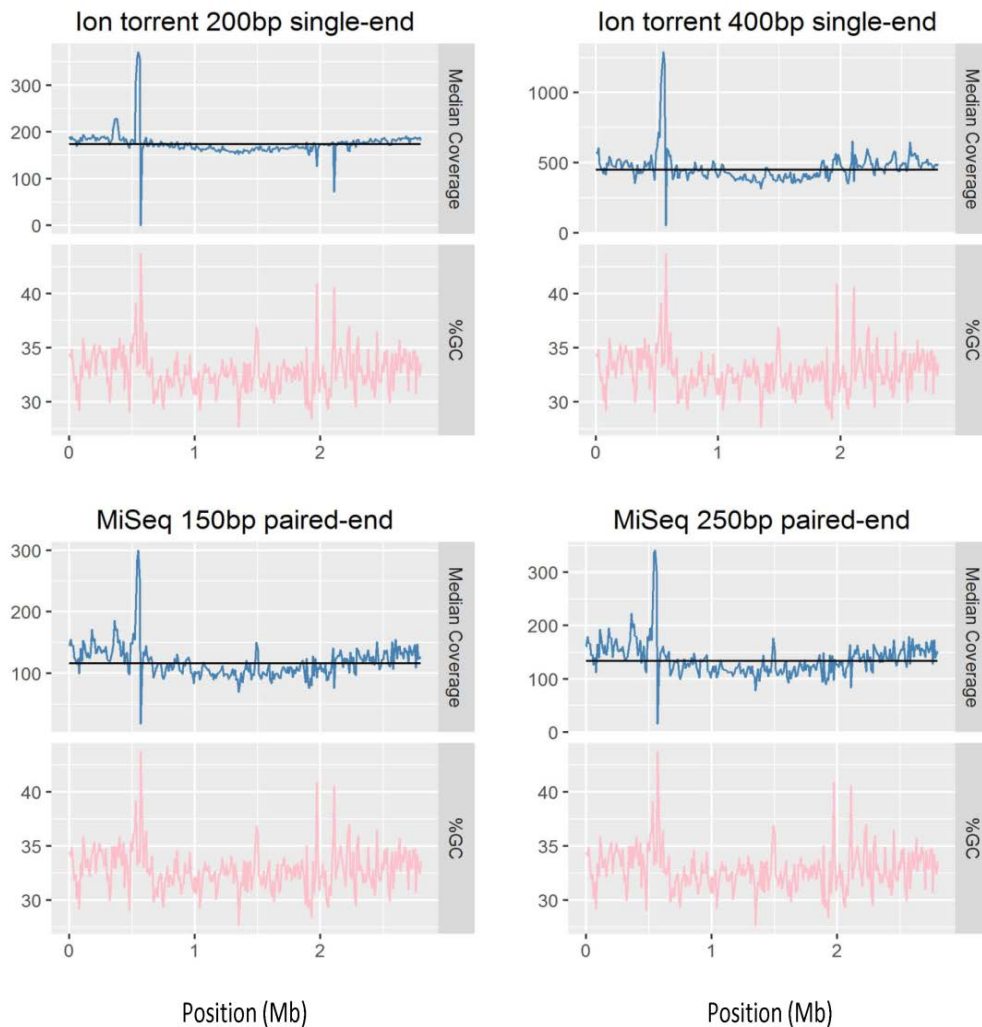 Ion torrent 200bp single-end
Ion torrent 400bp single-end
300
200
100
0
Median Coverage
1000
500
0
Median Coverage
40
35
30
%GC
40
35
30
%GC
0 1 2
0 1 2
MiSeq 150bp paired-end
MiSeq 250bp paired-end
300
200
100
Median Coverage
300
200
100
0
Median Coverage
40
35
30
%GC
40
35
30
%GC
0 1 2
0 1 2
Position (Mb)
Position (Mb)